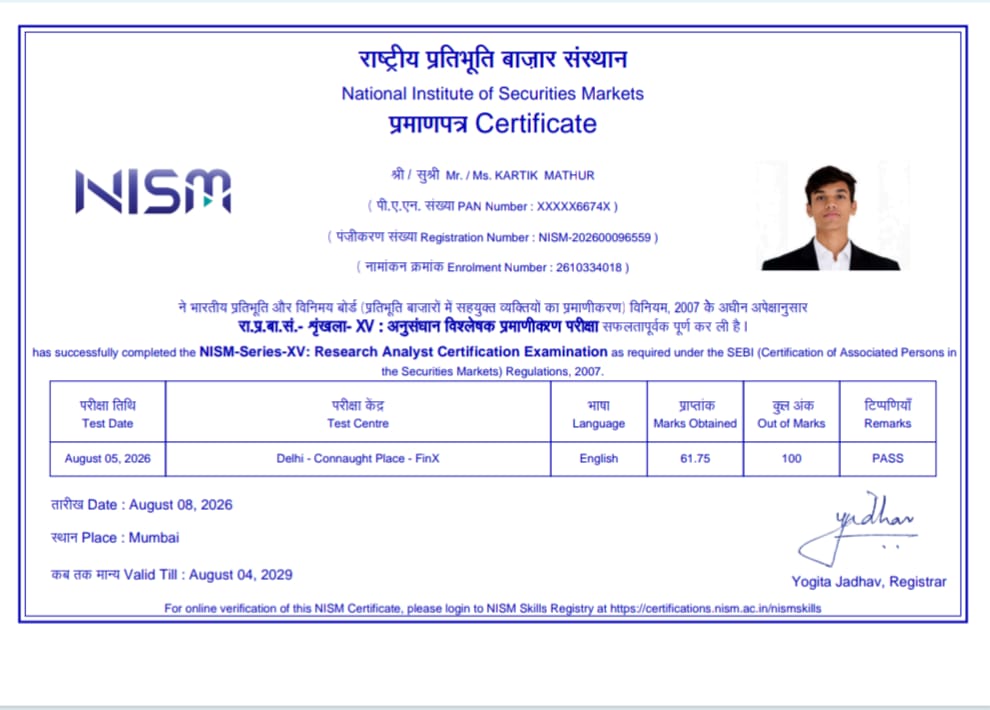 राष्ट्रीय प्रतिभूति बाज़ार संस्थान
National Institute of Securities Markets
प्रमाणपत्र Certificate
NISM
श्री / सुश्री Mr. / Ms. KARTIK MATHUR
( पी.ए.एन. संख्या PAN Number : XXXXX6674X )
( पंजीकरण संख्या Registration Number : NISM-202600096559 )
( नामांकन क्रमांक Enrolment Number : 2610334018 )
ने भारतीय प्रतिभूति और विनिमय बोर्ड (प्रतिभूति बाजारों में सहयुक्त व्यक्तियों का प्रमाणीकरण) विनियम, 2007 के अधीन अपेक्षानुसार
रा.प्र.बा.सं.- शृंखला- XV : अनुसंधान विश्लेषक प्रमाणीकरण परीक्षा सफलतापूर्वक पूर्ण कर ली है।
has successfully completed the NISM-Series-XV: Research Analyst Certification Examination as required under the SEBI (Certification of Associated Persons in
the Securities Markets) Regulations, 2007.
परीक्षा तिथि परीक्षा केंद्र भाषा प्राप्तांक कुल अंक टिप्पणियाँ
Test Date Test Centre Language Marks Obtained Out of Marks Remarks
August 05, 2026 Delhi - Connaught Place - FinX English 61.75 100 PASS
तारीख Date : August 08, 2026
स्थान Place : Mumbai
कब तक मान्य Valid Till : August 04, 2029
Yogita Jadhav, Registrar
For online verification of this NISM Certificate, please login to NISM Skills Registry at https://certifications.nism.ac.in/nismskills